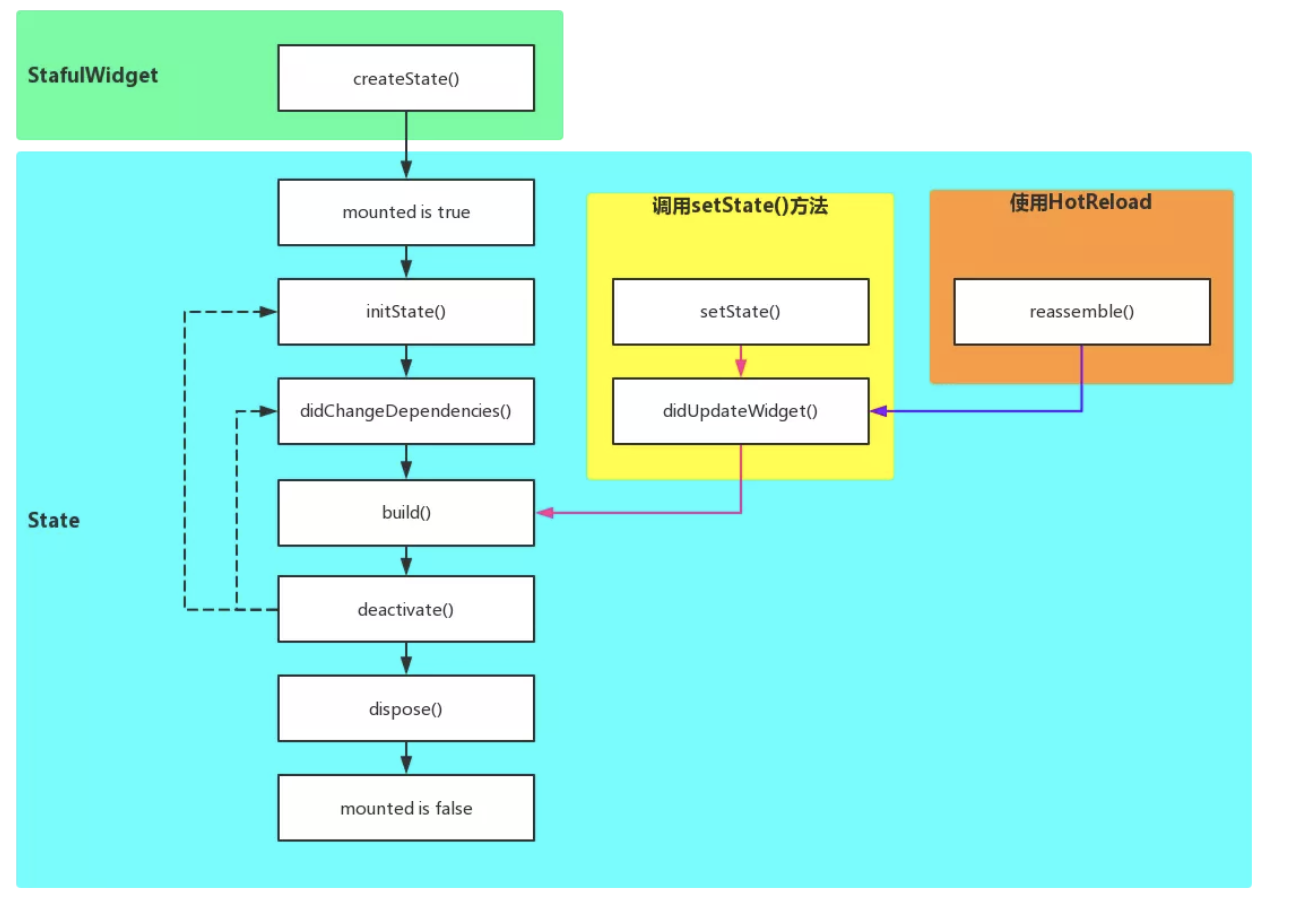 StafulWidget
createState()
mounted is true
调用setState()方法
使用HotReload
initState()
setState()
reassemble()
didChangeDependencies()
didUpdateWidget()
build()
State
deactivate()
dispose()
mounted is false